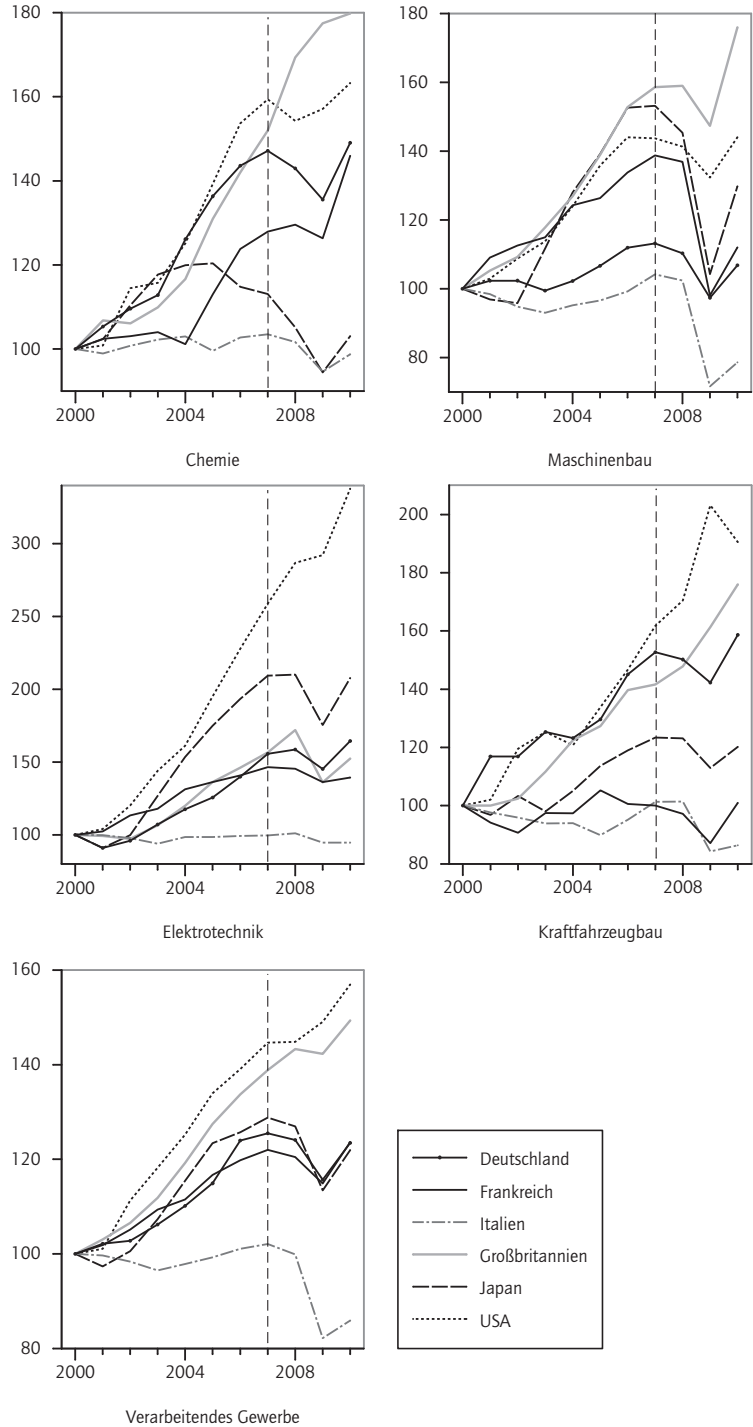 180
160
140
120
100
2000 2004 2008
Chemie
180
160
140
120
100
80
2000 2004 2008
Maschinenbau
300
250
200
150
100
2000 2004 2008
Elektrotechnik
200
180
160
140
120
100
80
2000 2004 2008
Kraftfahrzeugbau
160
140
120
100
80
2000 2004 2008
Verarbeitendes Gewerbe
Deutschland
Frankreich
Italien
Großbritannien
Japan
USA